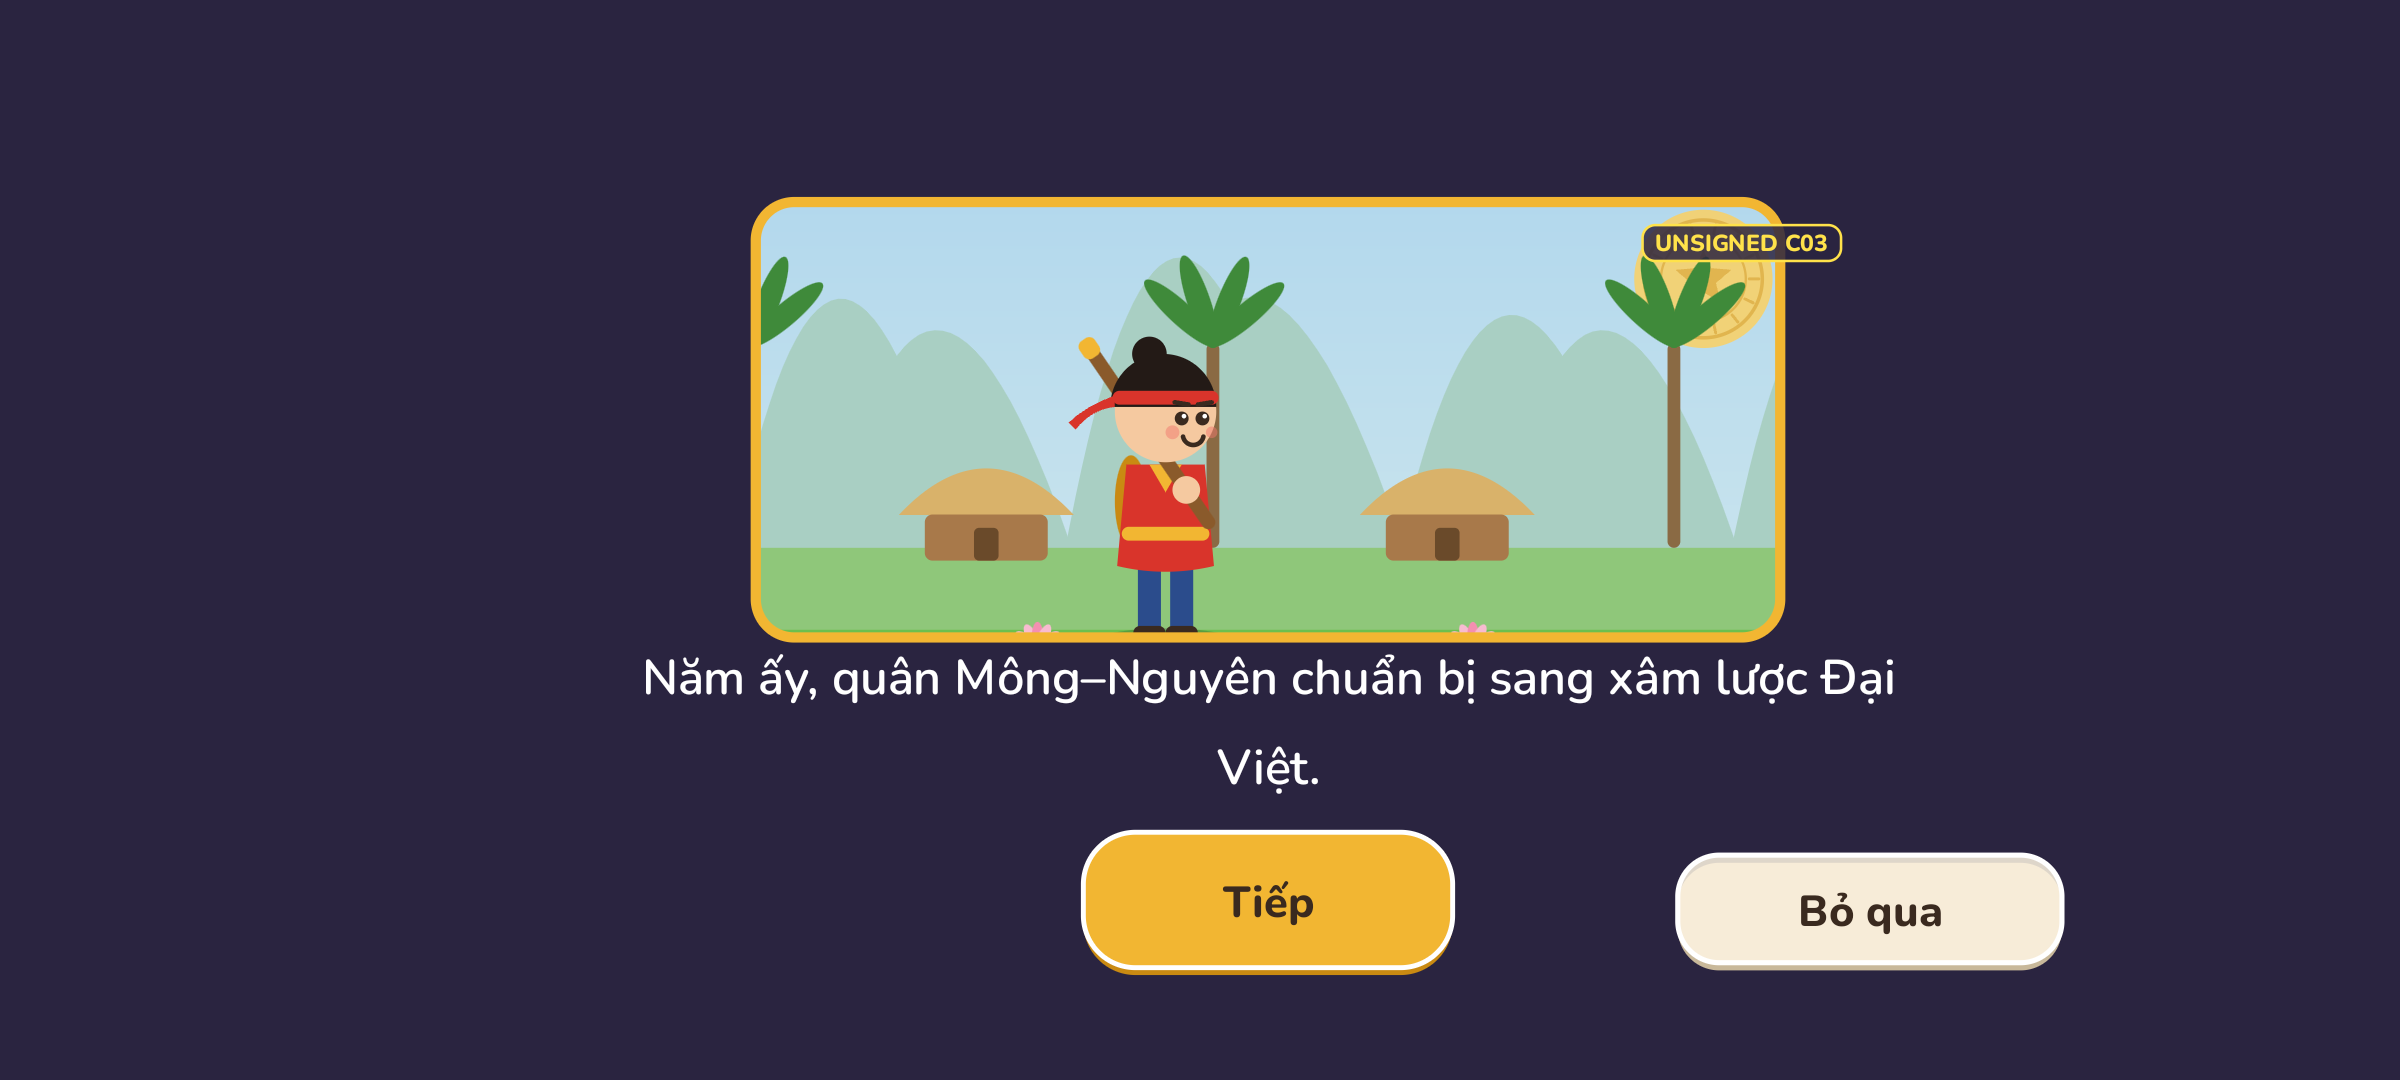 UNSIGNED C03
Năm ấy, quân Mông–Nguyên chuẩn bị sang xâm lược Đại
Việt.
Tiếp
Bỏ qua